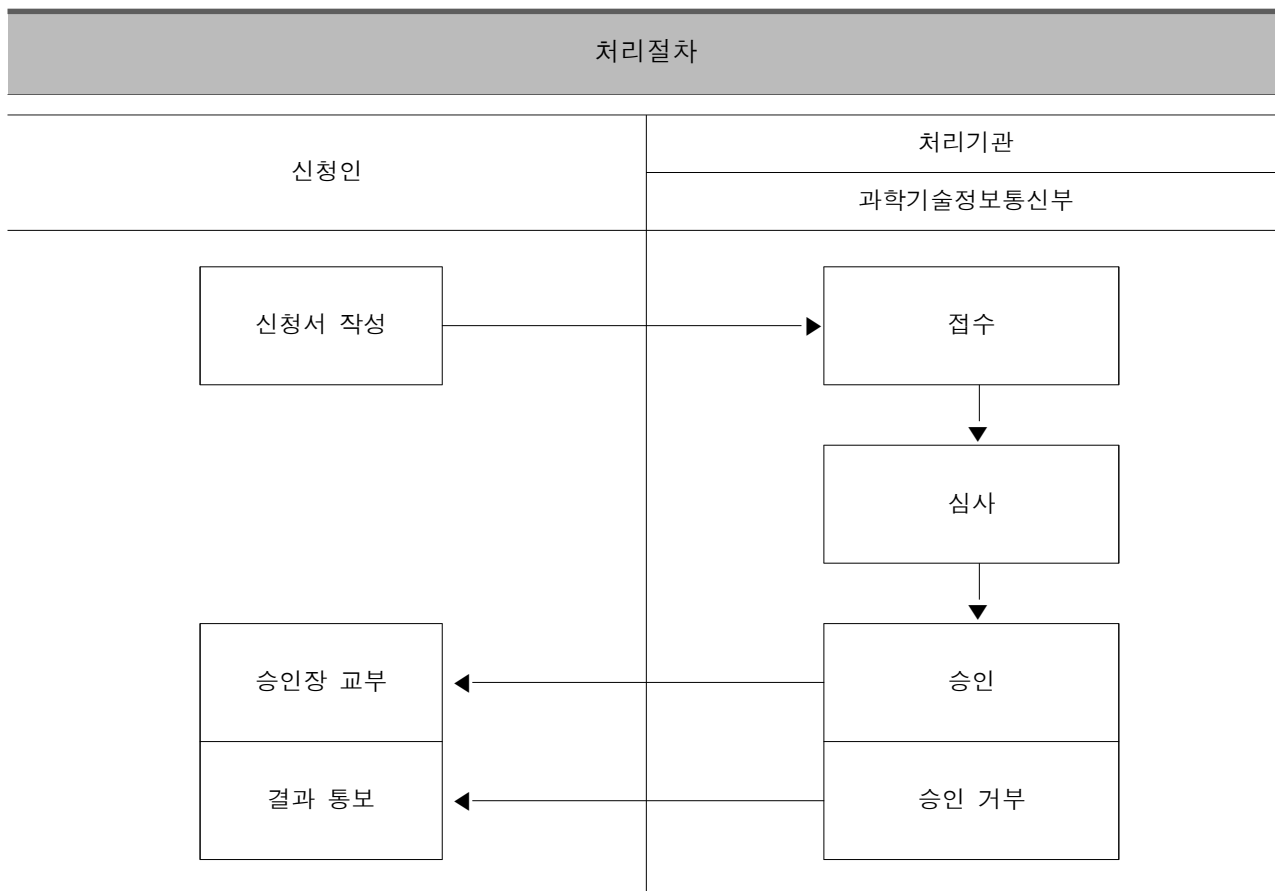 처리절차
신청인
처리기관
과학기술정보통신부
신청서 작성
접수
심사
승인장 교부
승인
결과 통보
승인 거부